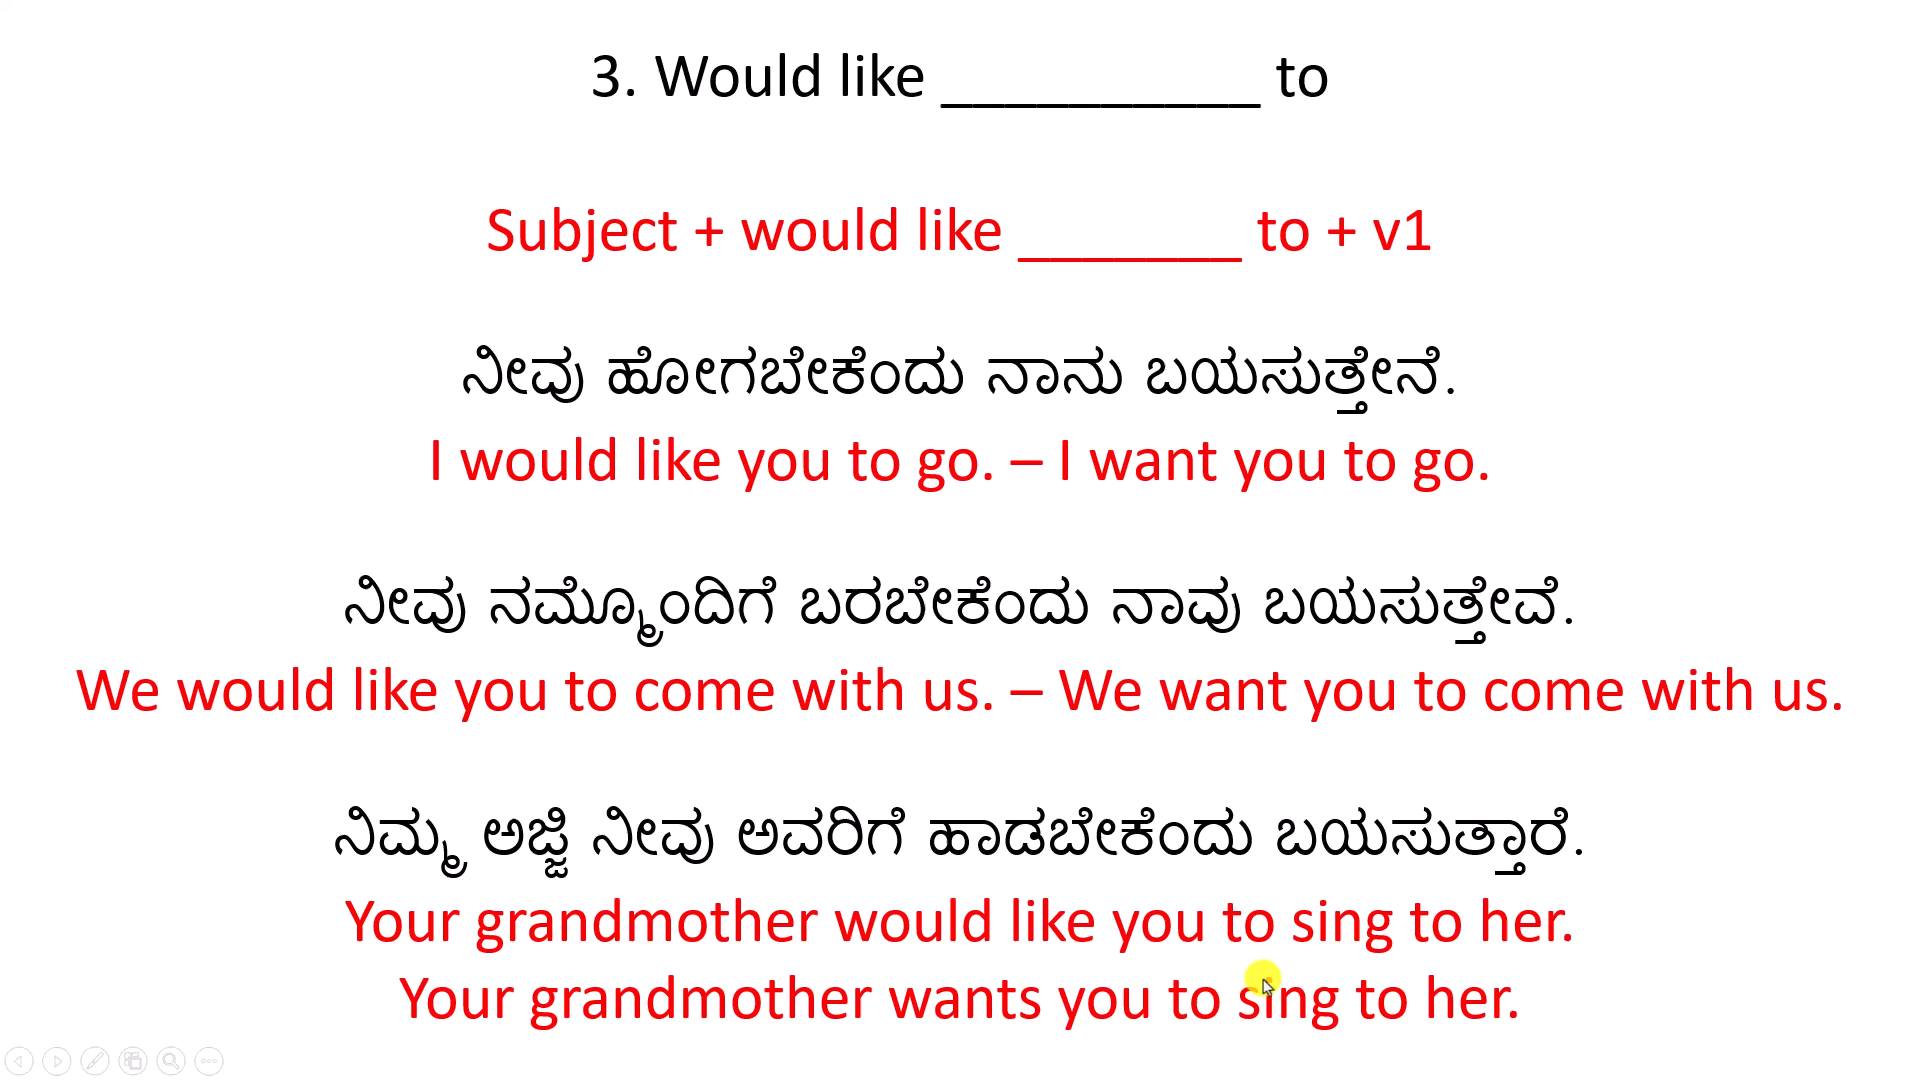 3. Would like __________ to
Subject + would like _______ to + v1
ನೀವು ಹೋಗಬೇಕೆಂದು ನಾನು ಬಯಸುತ್ತೇನೆ.
I would like you to go. – I want you to go.
ನೀವು ನಮ್ಮೊಂದಿಗೆ ಬರಬೇಕೆಂದು ನಾವು ಬಯಸುತ್ತೇವೆ.
We would like you to come with us. – We want you to come with us.
ನಿಮ್ಮ ಅಜ್ಜಿ ನೀವು ಅವರಿಗೆ ಹಾಡಬೇಕೆಂದು ಬಯಸುತ್ತಾರೆ.
Your grandmother would like you to sing to her.
Your grandmother wants you to sing to her.